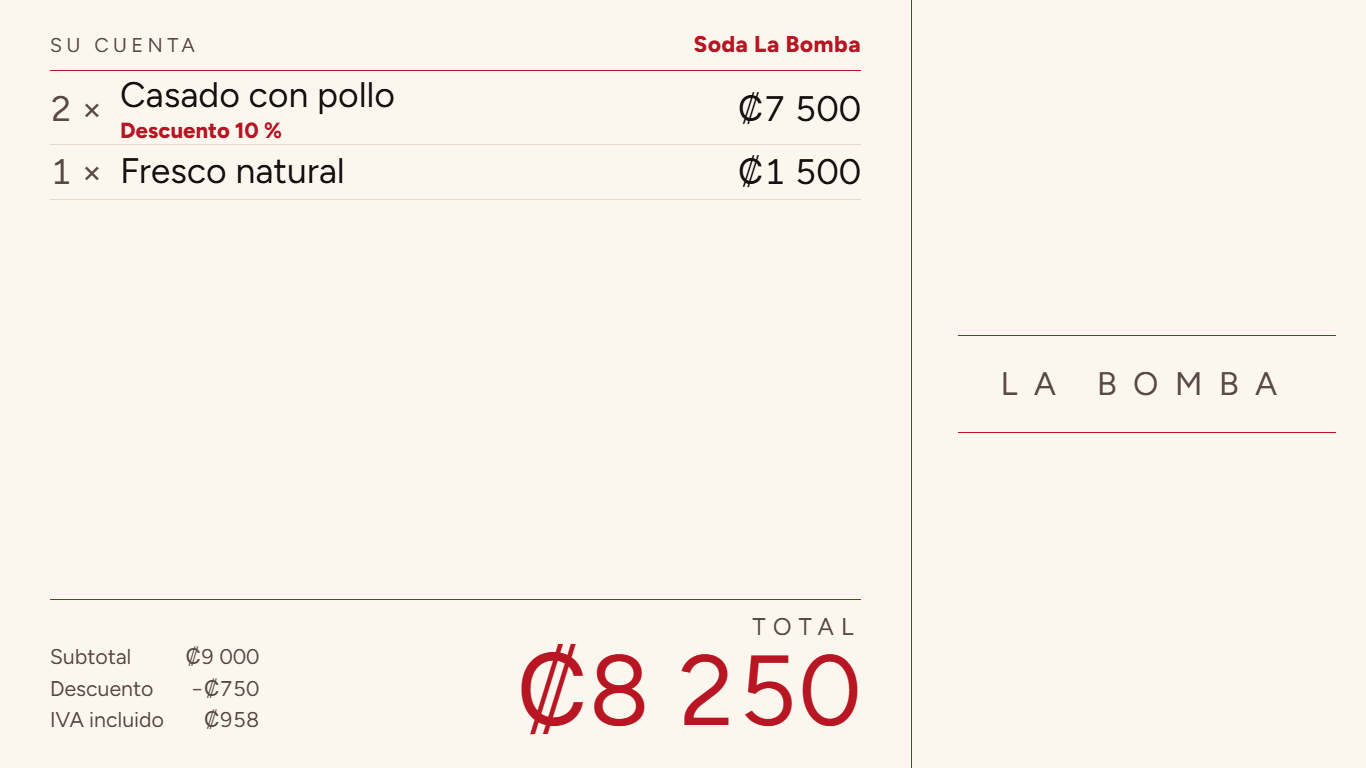 SU CUENTA Soda La Bomba
2 × Casado con pollo ₡7 500
Descuento 10 %
1 × Fresco natural ₡1 500
TOTAL
Subtotal ₡9 000
Descuento −₡750
IVA incluido ₡958
₡8 250
LA BOMBA